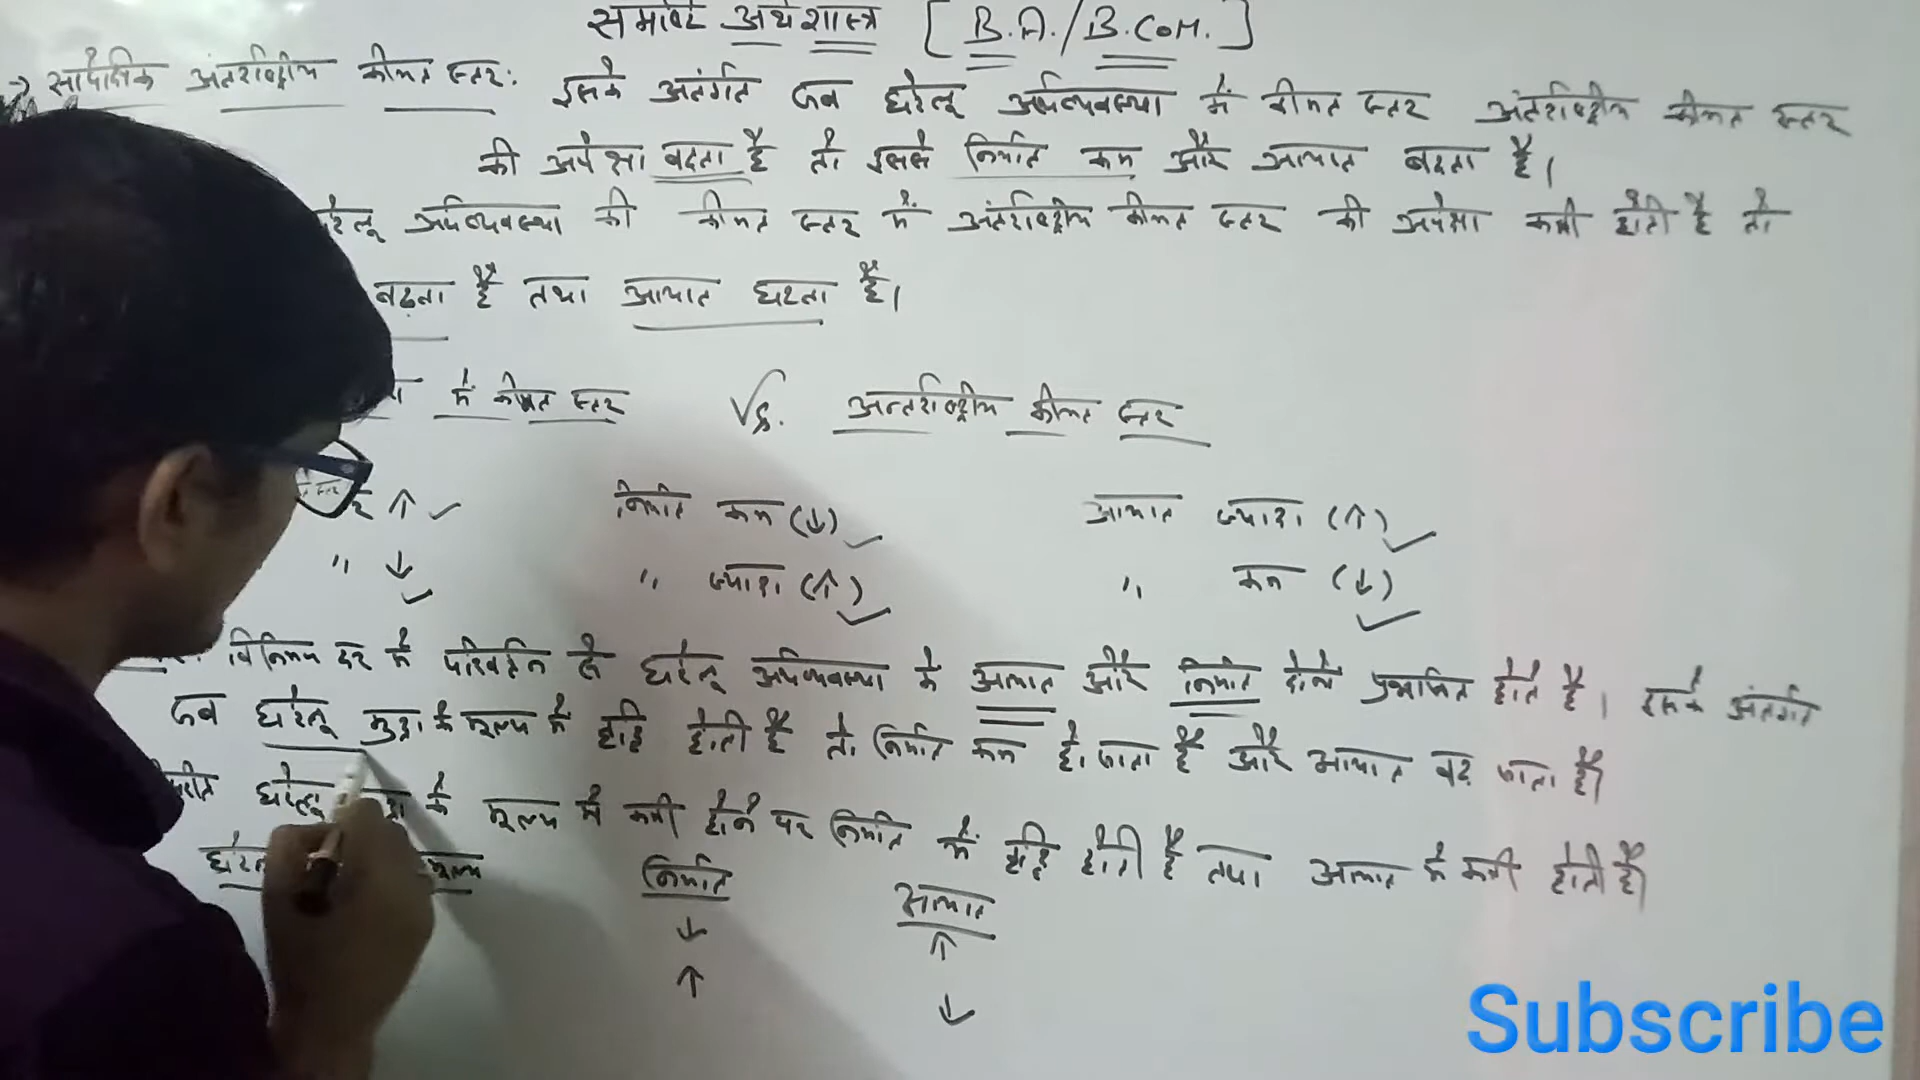 समष्टि अर्थशास्त्र [B.A./B.COM.]
→ सापेक्षिक अंतर्राष्ट्रीय कीमत स्तर: इसके अंतर्गत जब घरेलू अर्थव्यवस्था में कीमत स्तर अंतर्राष्ट्रीय कीमत स्तर
की अपेक्षा बढ़ता है तो इससे निर्यात कम और आयात बढ़ता है।
घरेलू अर्थव्यवस्था की कीमत स्तर में अंतर्राष्ट्रीय कीमत स्तर की अपेक्षा कमी होती है तो
बढ़ता है तथा आयात घटता है।
में कीमत स्तर Vs. अन्तर्राष्ट्रीय कीमत स्तर
↑ ✓ निर्यात कम (↓) ✓ आयात ज्यादा (↑) ✓
" ↓ ✓ " ज्यादा (↑) ✓ " कम (↓) ✓
विनिमय दर में परिवर्तन से घरेलू अर्थव्यवस्था के आयात और निर्यात दोनों प्रभावित होते हैं। इसके अंतर्गत
जब घरेलू मुद्रा के मूल्य में वृद्धि होती है तो निर्यात कम हो जाता है और आयात बढ़ जाता है।
घरेलू के मूल्य में कमी होने पर निर्यात में वृद्धि होती है तथा आयात में कमी होती है।
मूल्य निर्यात आयात
↓ ↑
↑ ↓
Subscribe